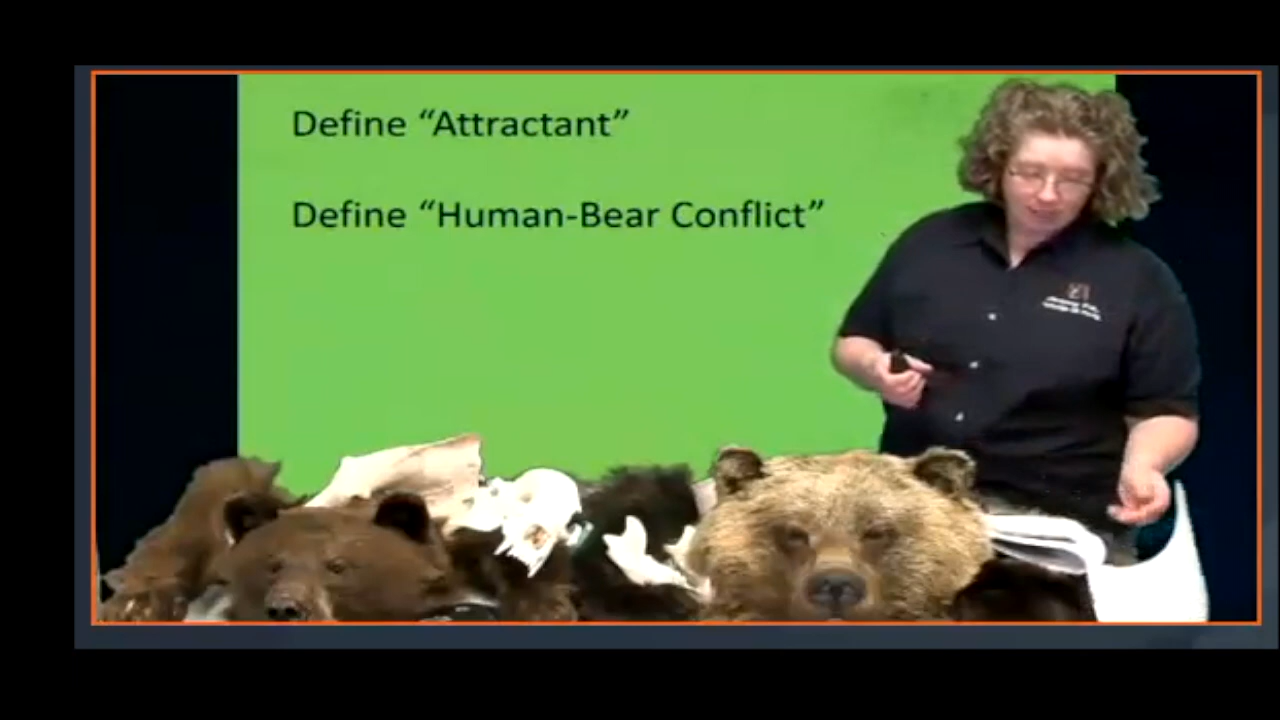 Define “Attractant”
Define “Human-Bear Conflict”